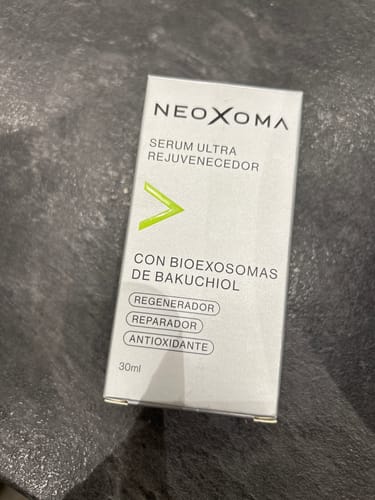 NEOXOMA
SERUM ULTRA
REJUVENECEDOR
CON BIOEXOSOMAS
DE BAKUCHIOL
REGENERADOR
REPARADOR
ANTIOXIDANTE
30ml